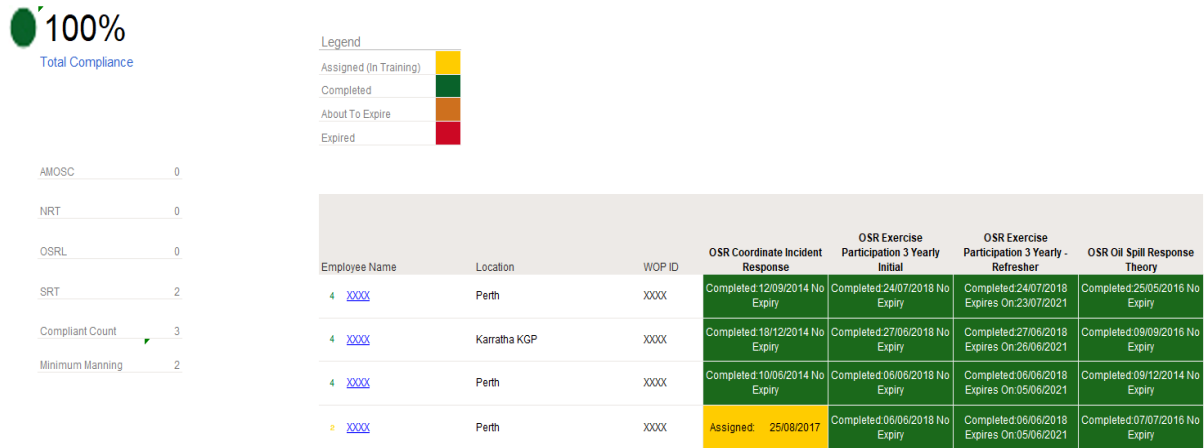 100%
Total Compliance
Legend
Assigned (In Training)
Completed
About To Expire
Expired
AMOSC 0
NRT 0
OSRL 0
SRT 2
Compliant Count 3
Minimum Manning 2
Employee Name Location WOP ID OSR Coordinate Incident Response OSR Exercise Participation 3 Yearly Initial OSR Exercise Participation 3 Yearly - Refresher OSR Oil Spill Response Theory
4 XXXX Perth XXXX Completed:12/09/2014 No Expiry Completed:24/07/2018 No Expiry Completed:24/07/2018 Expires On:23/07/2021 Completed:25/05/2016 No Expiry
4 XXXX Karratha KGP XXXX Completed:18/12/2014 No Expiry Completed:27/06/2018 No Expiry Completed:27/06/2018 Expires On:26/06/2021 Completed:09/09/2016 No Expiry
4 XXXX Perth XXXX Completed:10/06/2014 No Expiry Completed:06/06/2018 No Expiry Completed:06/06/2018 Expires On:05/06/2021 Completed:09/12/2014 No Expiry
XXXX Perth XXXX Assigned: 25/08/2017 Completed:06/06/2018 No Expiry Completed:06/06/2018 Expires On:05/06/2021 Completed:07/07/2016 No Expiry